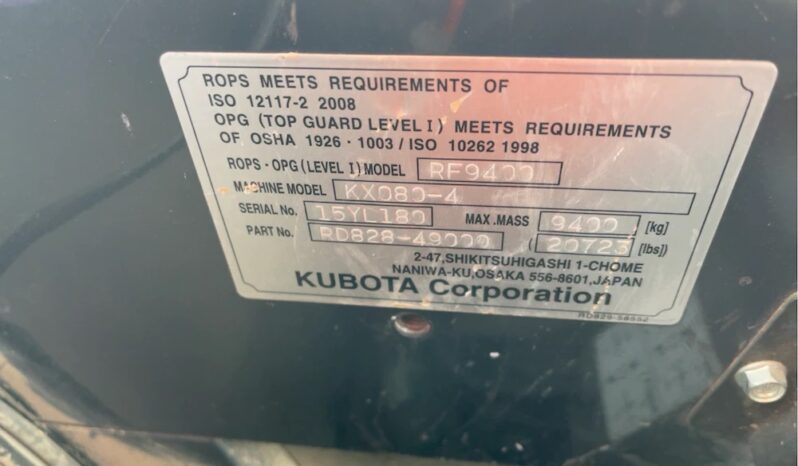 ROPS MEETS REQUIREMENTS OF
ISO 12117-2 2008
OPG (TOP GUARD LEVEL I) MEETS REQUIREMENTS
OF OSHA 1926・1003 / ISO 10262 1998
ROPS・OPG (LEVEL I) MODEL RF9400
MACHINE MODEL KX080-4
SERIAL No. 15YL180 MAX.MASS 9400 [kg]
PART No. RD828-49000 ( 20723 [lbs])
2-47,SHIKITSUHIGASHI 1-CHOME
NANIWA-KU,OSAKA 556-8601,JAPAN
KUBOTA Corporation